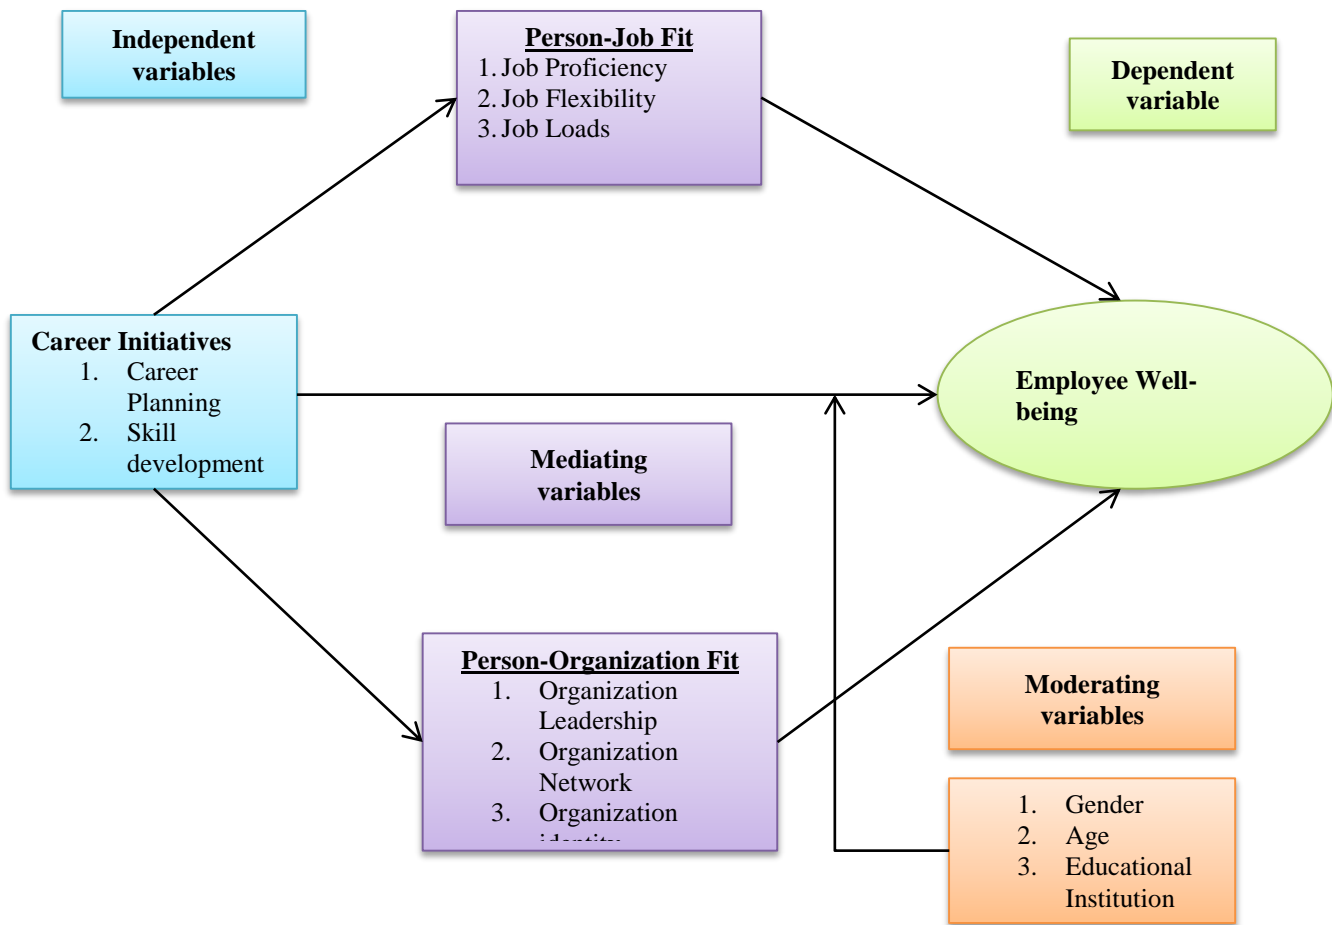 Independent
variables
Person-Job Fit
1. Job Proficiency
2. Job Flexibility
3. Job Loads
Dependent
variable
Career Initiatives
1. Career
Planning
2. Skill
development
Employee Well-
being
Mediating
variables
Person-Organization Fit
1. Organization
Leadership
2. Organization
Network
3. Organization
identity
Moderating
variables
1. Gender
2. Age
3. Educational
Institution